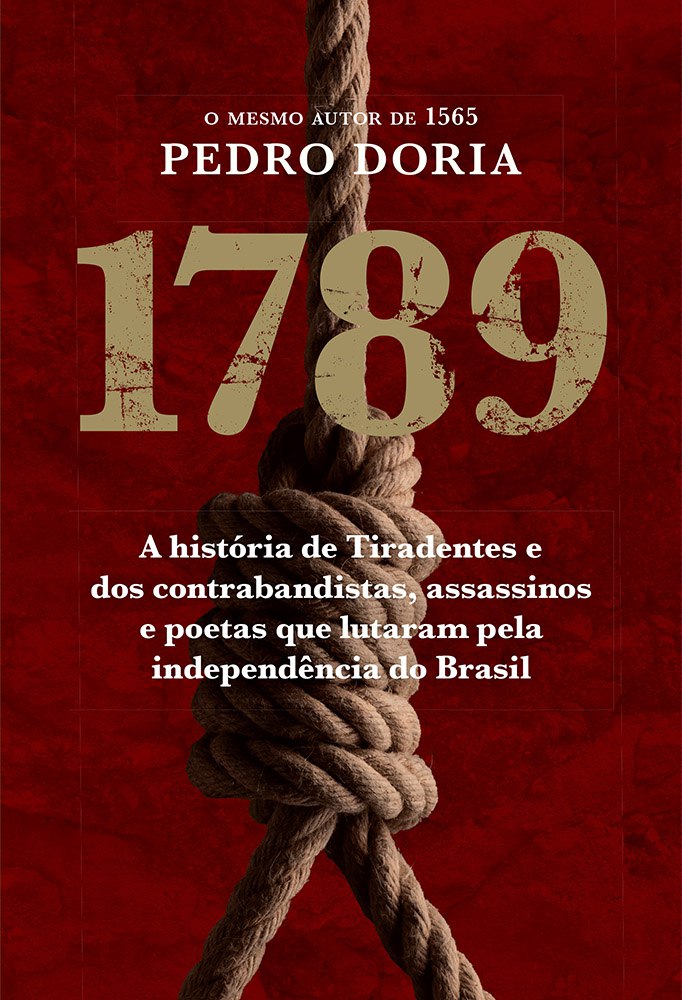 O MESMO AUTOR DE 1565
PEDRO DORIA
1789
A história de Tiradentes e
dos contrabandistas, assassinos
e poetas que lutaram pela
independência do Brasil